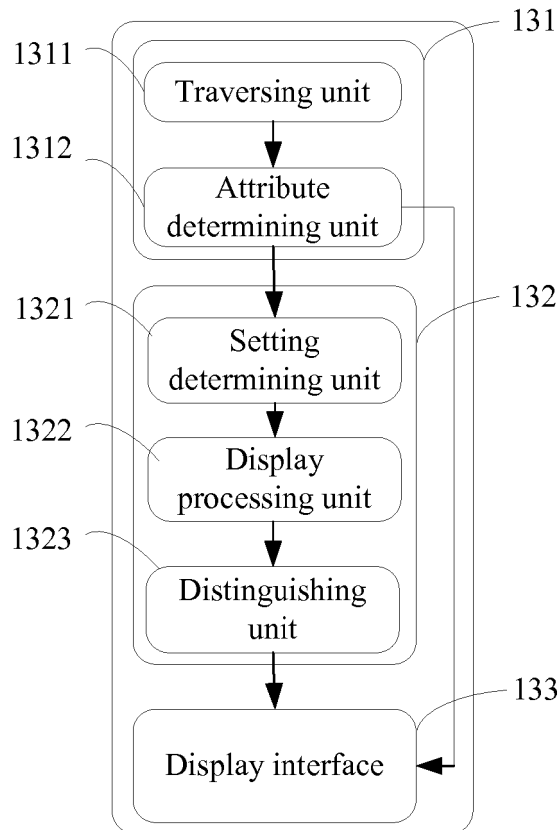 131
1311
Traversing unit
1312
Attribute
determining unit
132
1321
Setting
determining unit
1322
Display
processing unit
1323
Distinguishing
unit
133
Display interface